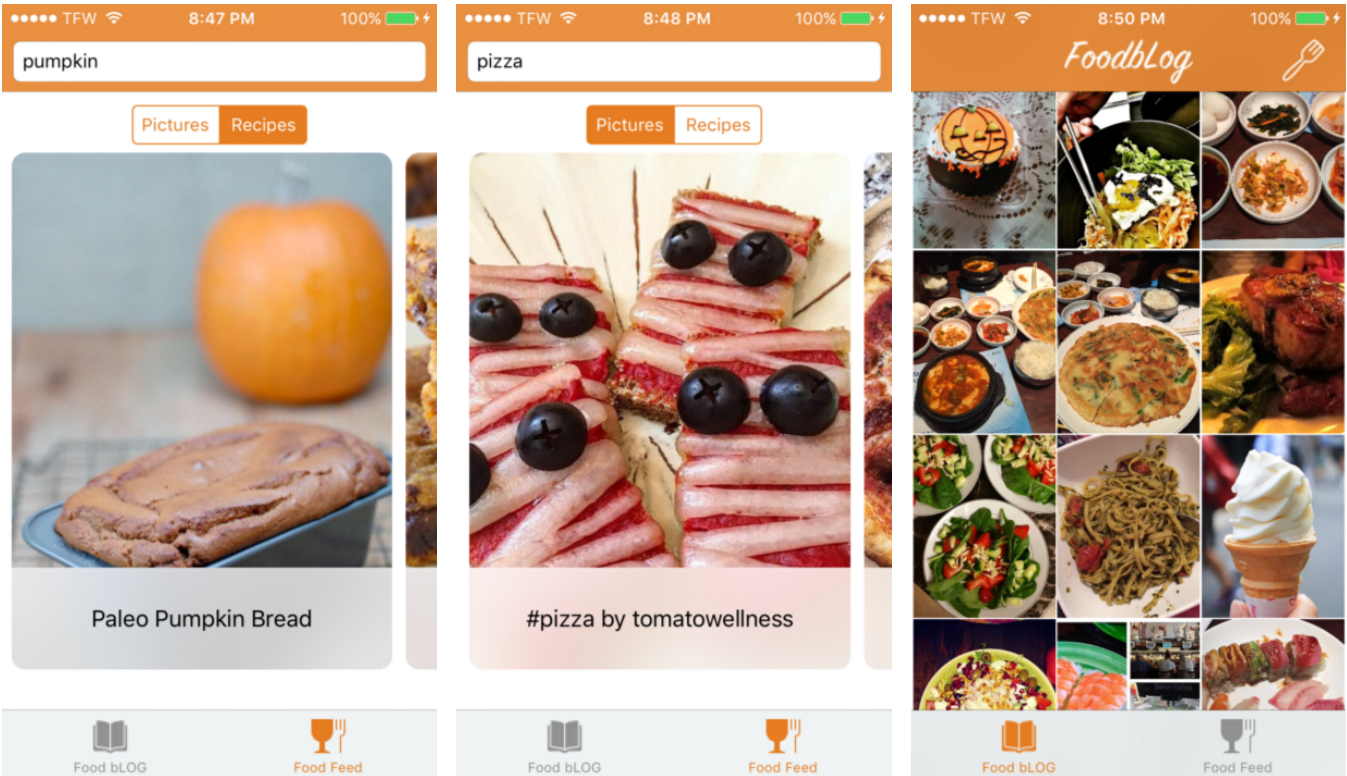 ●●●●● TFW 8:47 PM 100%
pumpkin
Pictures Recipes
Paleo Pumpkin Bread
Food bLOG Food Feed
●●●●● TFW 8:48 PM 100%
pizza
Pictures Recipes
#pizza by tomatowellness
Food bLOG Food Feed
●●●●● TFW 8:50 PM 100%
FoodbLog
Food bLOG Food Feed